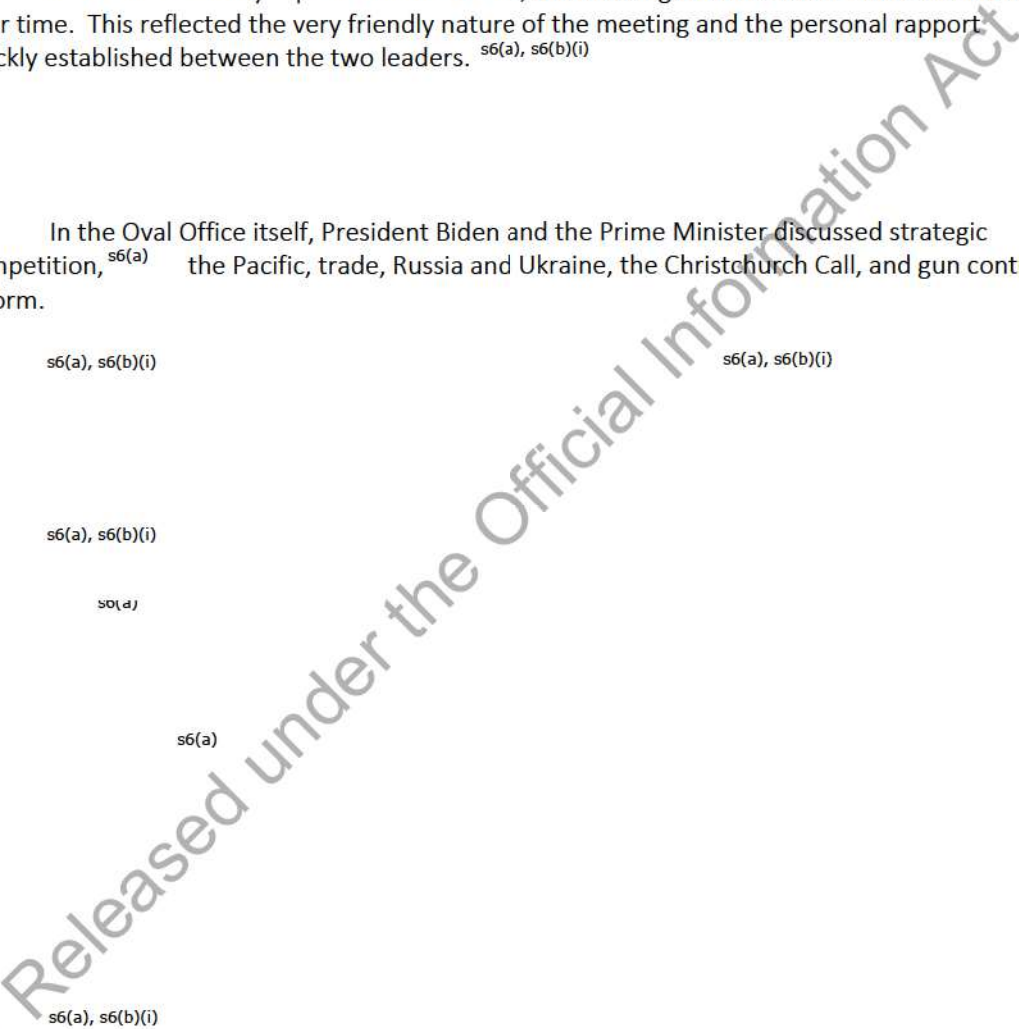 r time. This reflected the very friendly nature of the meeting and the personal rapport
ckly established between the two leaders. s6(a), s6(b)(i)
In the Oval Office itself, President Biden and the Prime Minister discussed strategic
npetition, s6(a) the Pacific, trade, Russia and Ukraine, the Christchurch Call, and gun cont
orm.
s6(a), s6(b)(i) s6(a), s6(b)(i)
s6(a), s6(b)(i)
s6(a)
s6(a)
s6(a), s6(b)(i)
Released under the Official Information Act